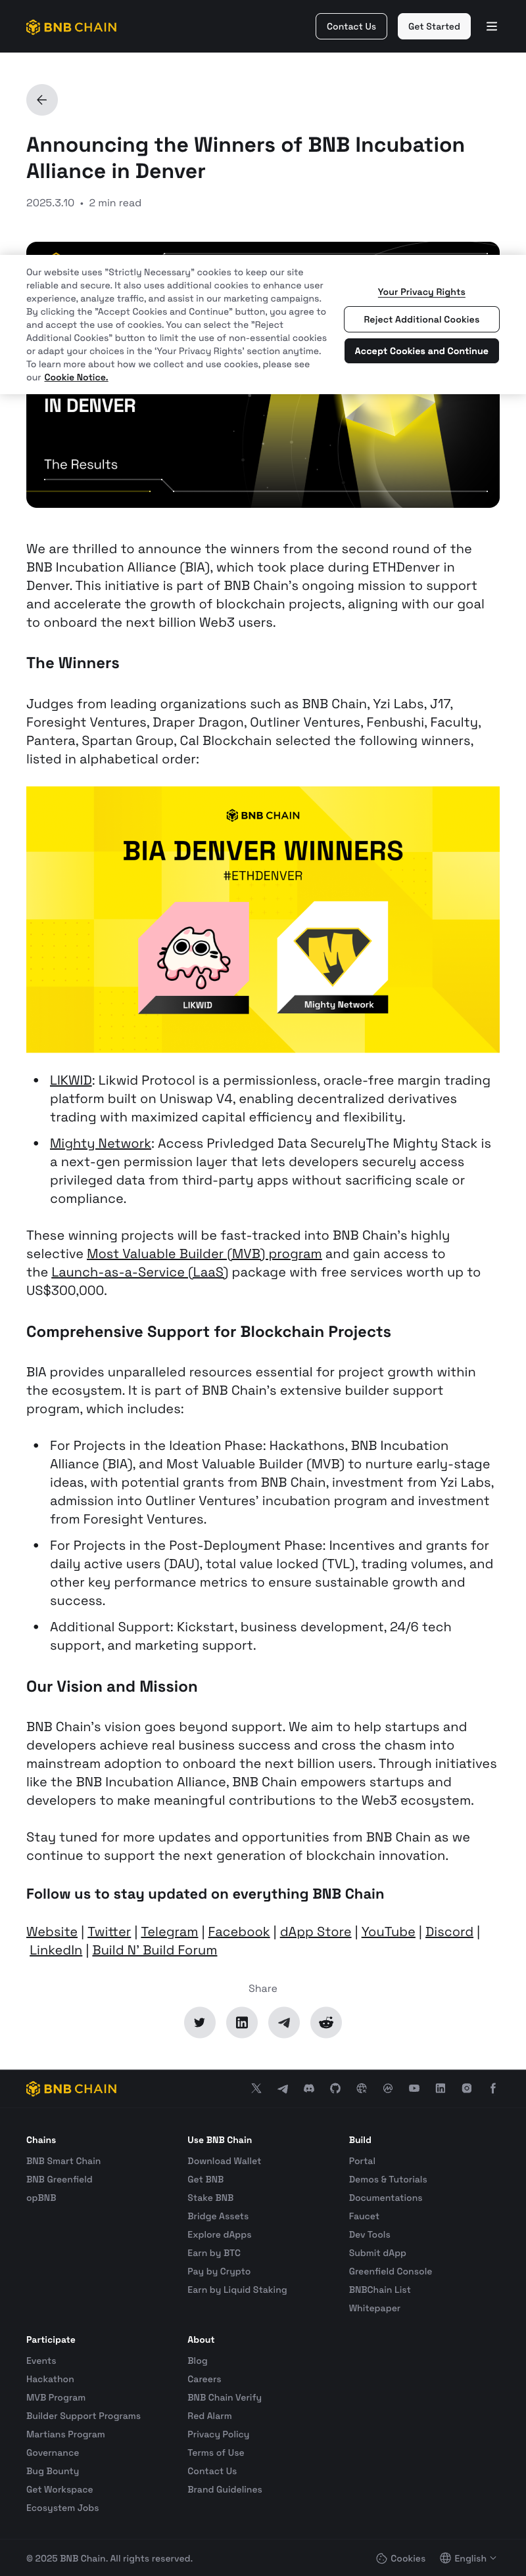 BNB CHAIN
Contact Us
Get Started
Announcing the Winners of BNB Incubation
Alliance in Denver
2025.3.10 • 2 min read
Our website uses "Strictly Necessary" cookies to keep our site
reliable and secure. It also uses additional cookies to enhance user
experience, analyze traffic, and assist in our marketing campaigns.
By clicking the "Accept Cookies and Continue" button, you agree to
and accept the use of cookies. You can select the "Reject
Additional Cookies" button to limit the use of non-essential cookies
or adapt your choices in the 'Your Privacy Rights' section anytime.
To learn more about how we collect and use cookies, please see
our Cookie Notice.
Your Privacy Rights
Reject Additional Cookies
Accept Cookies and Continue
IN DENVER
The Results
We are thrilled to announce the winners from the second round of the
BNB Incubation Alliance (BIA), which took place during ETHDenver in
Denver. This initiative is part of BNB Chain's ongoing mission to support
and accelerate the growth of blockchain projects, aligning with our goal
to onboard the next billion Web3 users.
The Winners
Judges from leading organizations such as BNB Chain, Yzi Labs, J17,
Foresight Ventures, Draper Dragon, Outliner Ventures, Fenbushi, Faculty,
Pantera, Spartan Group, Cal Blockchain selected the following winners,
listed in alphabetical order:
BNB CHAIN
BIA DENVER WINNERS
#ETHDENVER
LIKWID
Mighty Network
• LIKWID: Likwid Protocol is a permissionless, oracle-free margin trading
platform built on Uniswap V4, enabling decentralized derivatives
trading with maximized capital efficiency and flexibility.
• Mighty Network: Access Privledged Data SecurelyThe Mighty Stack is
a next-gen permission layer that lets developers securely access
privileged data from third-party apps without sacrificing scale or
compliance.
These winning projects will be fast-tracked into BNB Chain's highly
selective Most Valuable Builder (MVB) program and gain access to
the Launch-as-a-Service (LaaS) package with free services worth up to
US$300,000.
Comprehensive Support for Blockchain Projects
BIA provides unparalleled resources essential for project growth within
the ecosystem. It is part of BNB Chain's extensive builder support
program, which includes:
• For Projects in the Ideation Phase: Hackathons, BNB Incubation
Alliance (BIA), and Most Valuable Builder (MVB) to nurture early-stage
ideas, with potential grants from BNB Chain, investment from Yzi Labs,
admission into Outliner Ventures' incubation program and investment
from Foresight Ventures.
• For Projects in the Post-Deployment Phase: Incentives and grants for
daily active users (DAU), total value locked (TVL), trading volumes, and
other key performance metrics to ensure sustainable growth and
success.
• Additional Support: Kickstart, business development, 24/6 tech
support, and marketing support.
Our Vision and Mission
BNB Chain's vision goes beyond support. We aim to help startups and
developers achieve real business success and cross the chasm into
mainstream adoption to onboard the next billion users. Through initiatives
like the BNB Incubation Alliance, BNB Chain empowers startups and
developers to make meaningful contributions to the Web3 ecosystem.
Stay tuned for more updates and opportunities from BNB Chain as we
continue to support the next generation of blockchain innovation.
Follow us to stay updated on everything BNB Chain
Website | Twitter | Telegram | Facebook | dApp Store | YouTube | Discord |
LinkedIn | Build N' Build Forum
Share
BNB CHAIN
Chains
BNB Smart Chain
BNB Greenfield
opBNB
Use BNB Chain
Download Wallet
Get BNB
Stake BNB
Bridge Assets
Explore dApps
Earn by BTC
Pay by Crypto
Earn by Liquid Staking
Build
Portal
Demos & Tutorials
Documentations
Faucet
Dev Tools
Submit dApp
Greenfield Console
BNBChain List
Whitepaper
Participate
Events
Hackathon
MVB Program
Builder Support Programs
Martians Program
Governance
Bug Bounty
Get Workspace
Ecosystem Jobs
About
Blog
Careers
BNB Chain Verify
Red Alarm
Privacy Policy
Terms of Use
Contact Us
Brand Guidelines
© 2025 BNB Chain. All rights reserved.
Cookies
English